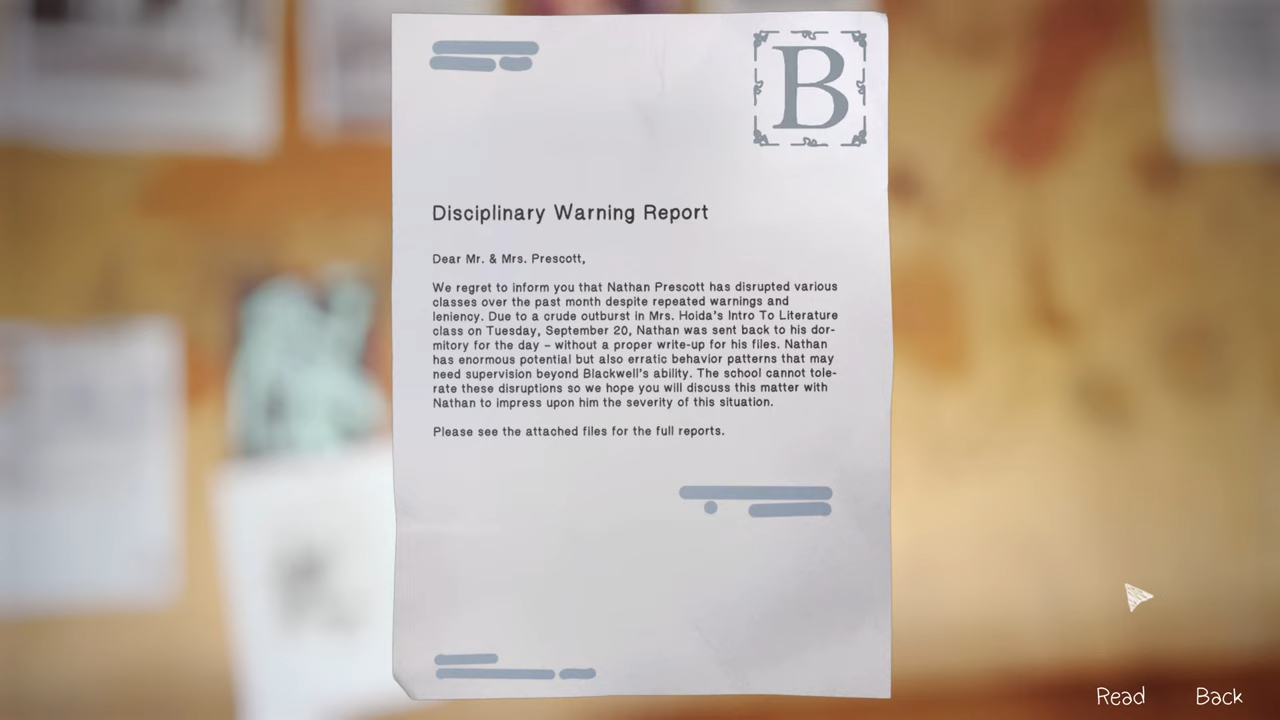 B
Disciplinary Warning Report
Dear Mr. & Mrs. Prescott,
We regret to inform you that Nathan Prescott has disrupted various
classes over the past month despite repeated warnings and
leniency. Due to a crude outburst in Mrs. Hoida's Intro To Literature
class on Tuesday, September 20, Nathan was sent back to his dor-
mitory for the day – without a proper write-up for his files. Nathan
has enormous potential but also erratic behavior patterns that may
need supervision beyond Blackwell's ability. The school cannot tole-
rate these disruptions so we hope you will discuss this matter with
Nathan to impress upon him the severity of this situation.
Please see the attached files for the full reports.
Read Back